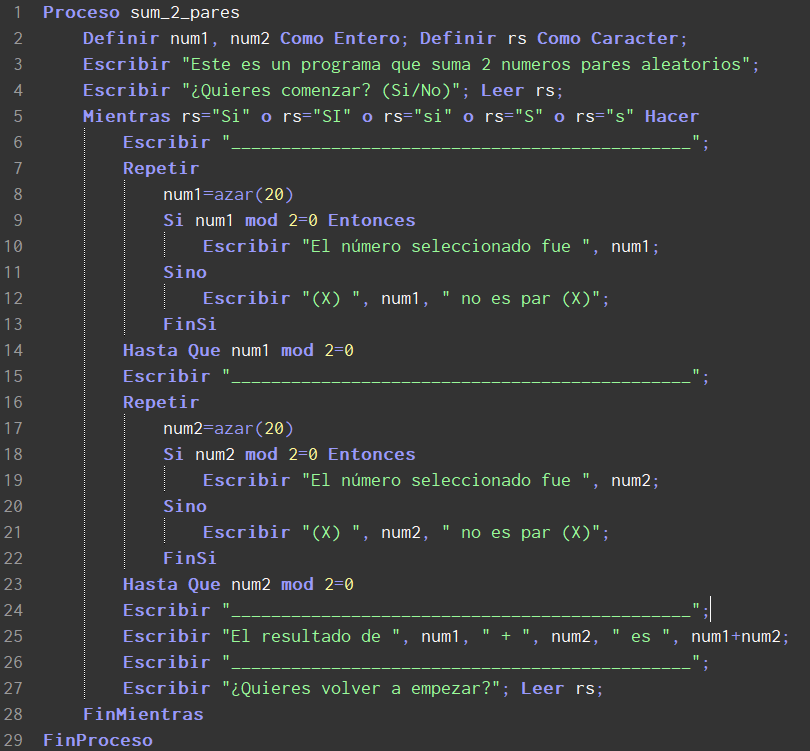 1 Proceso sum_2_pares
2 Definir num1, num2 Como Entero; Definir rs Como Caracter;
3 Escribir "Este es un programa que suma 2 numeros pares aleatorios";
4 Escribir "¿Quieres comenzar? (Si/No)"; Leer rs;
5 Mientras rs="Si" o rs="SI" o rs="si" o rs="S" o rs="s" Hacer
6 Escribir "______________________________________________";
7 Repetir
8 num1=azar(20)
9 Si num1 mod 2=0 Entonces
10 Escribir "El número seleccionado fue ", num1;
11 Sino
12 Escribir "(X) ", num1, " no es par (X)";
13 FinSi
14 Hasta Que num1 mod 2=0
15 Escribir "______________________________________________";
16 Repetir
17 num2=azar(20)
18 Si num2 mod 2=0 Entonces
19 Escribir "El número seleccionado fue ", num2;
20 Sino
21 Escribir "(X) ", num2, " no es par (X)";
22 FinSi
23 Hasta Que num2 mod 2=0
24 Escribir "______________________________________________";
25 Escribir "El resultado de ", num1, " + ", num2, " es ", num1+num2;
26 Escribir "______________________________________________";
27 Escribir "¿Quieres volver a empezar?"; Leer rs;
28 FinMientras
29 FinProceso